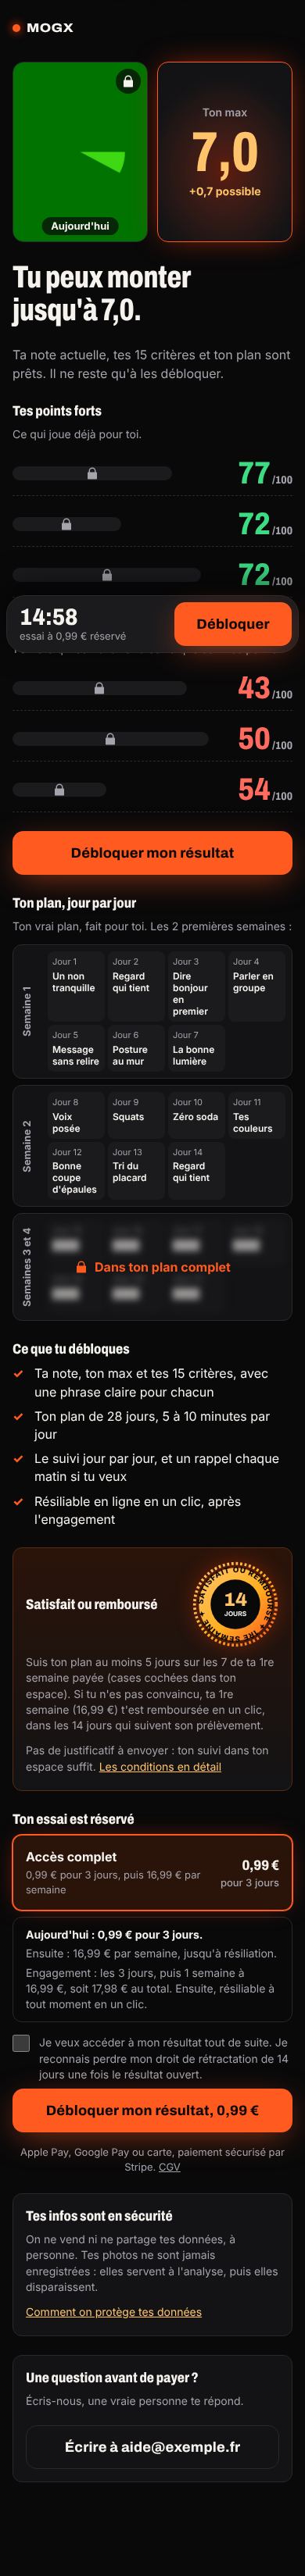 MOGX
Aujourd'hui
Ton max
7,0
+0,7 possible
Tu peux monter
jusqu'à 7,0.
Ta note actuelle, tes 15 critères et ton plan sont
prêts. Il ne reste qu'à les débloquer.
Tes points forts
Ce qui joue déjà pour toi.
77/100
72/100
72/100
14:58
essai à 0,99 € réservé
Débloquer
43/100
50/100
54/100
Débloquer mon résultat
Ton plan, jour par jour
Ton vrai plan, fait pour toi. Les 2 premières semaines :
Semaine 1
Jour 1
Un non
tranquille
Jour 2
Regard
qui tient
Jour 3
Dire
bonjour
en
premier
Jour 4
Parler en
groupe
Jour 5
Message
sans relire
Jour 6
Posture
au mur
Jour 7
La bonne
lumière
Semaine 2
Jour 8
Voix
posée
Jour 9
Squats
Jour 10
Zéro soda
Jour 11
Tes
couleurs
Jour 12
Bonne
coupe
d'épaules
Jour 13
Tri du
placard
Jour 14
Regard
qui tient
Semaines 3 et 4
Dans ton plan complet
Ce que tu débloques
✓ Ta note, ton max et tes 15 critères, avec
une phrase claire pour chacun
✓ Ton plan de 28 jours, 5 à 10 minutes par
jour
✓ Le suivi jour par jour, et un rappel chaque
matin si tu veux
✓ Résiliable en ligne en un clic, après
l'engagement
Satisfait ou remboursé
SATISFAIT OU REMBOURSÉ
14
JOURS
Suis ton plan au moins 5 jours sur les 7 de ta 1re
semaine payée (cases cochées dans ton
espace). Si tu n'es pas convaincu, ta 1re
semaine (16,99 €) t'est remboursée en un clic,
dans les 14 jours qui suivent son prélèvement.
Pas de justificatif à envoyer : ton suivi dans ton
espace suffit. Les conditions en détail
Ton essai est réservé
Accès complet
0,99 € pour 3 jours, puis 16,99 € par
semaine
0,99 €
pour 3 jours
Aujourd'hui : 0,99 € pour 3 jours.
Ensuite : 16,99 € par semaine, jusqu'à résiliation.
Engagement : les 3 jours, puis 1 semaine à
16,99 €, soit 17,98 € au total. Ensuite, résiliable à
tout moment en un clic.
Je veux accéder à mon résultat tout de suite. Je
reconnais perdre mon droit de rétractation de 14
jours une fois le résultat ouvert.
Débloquer mon résultat, 0,99 €
Apple Pay, Google Pay ou carte, paiement sécurisé par
Stripe. CGV
Tes infos sont en sécurité
On ne vend ni ne partage tes données, à
personne. Tes photos ne sont jamais
enregistrées : elles servent à l'analyse, puis elles
disparaissent.
Comment on protège tes données
Une question avant de payer ?
Écris-nous, une vraie personne te répond.
Écrire à aide@exemple.fr